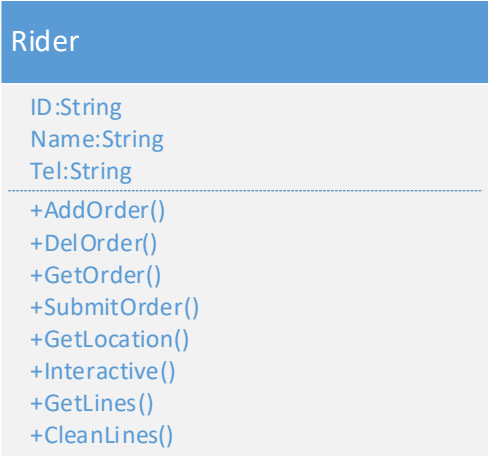 Rider
ID:String
Name:String
Tel:String
+AddOrder()
+DelOrder()
+GetOrder()
+SubmitOrder()
+GetLocation()
+Interactive()
+GetLines()
+CleanLines()